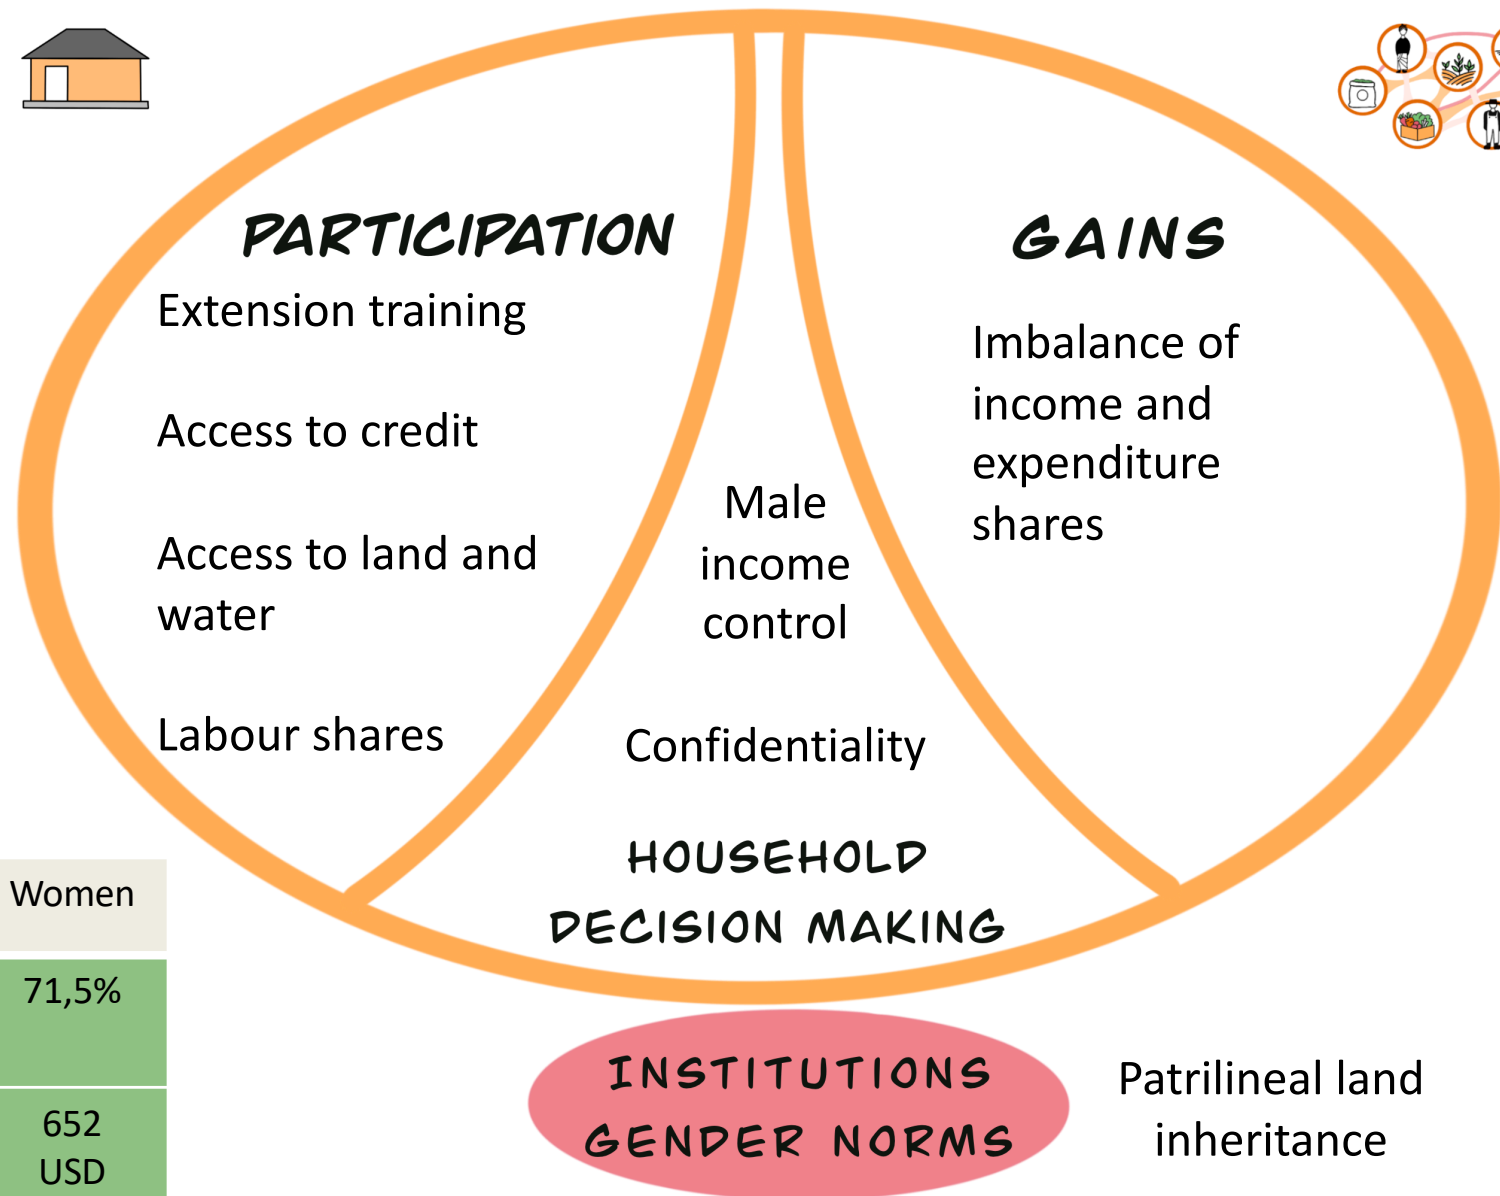 PARTICIPATION
Extension training
Access to credit
Access to land and
water
Labour shares
GAINS
Imbalance of
income and
expenditure
shares
Male
income
control
Confidentiality
HOUSEHOLD
DECISION MAKING
Women
71,5%
652
USD
INSTITUTIONS
GENDER NORMS
Patrilineal land
inheritance